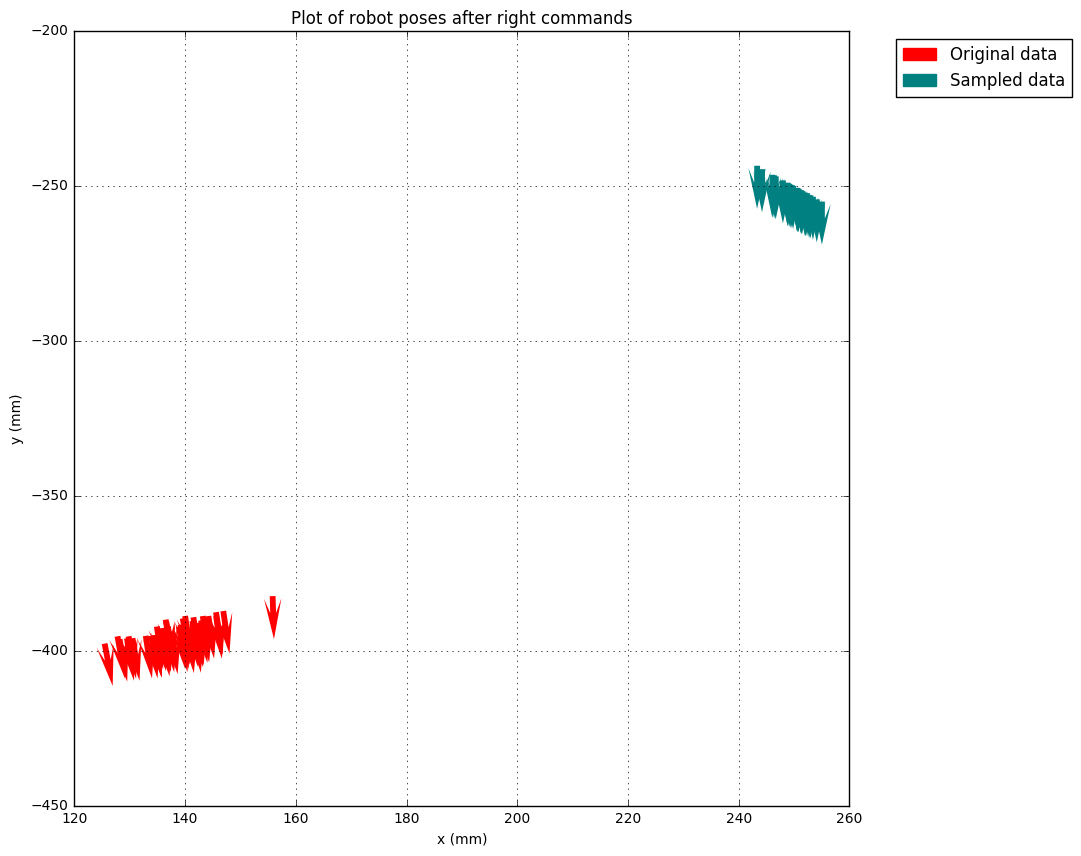 Plot of robot poses after right commands
Original data
Sampled data
−200
−250
−300
−350
−400
−450
y (mm)
120
140
160
180
200
220
240
260
x (mm)